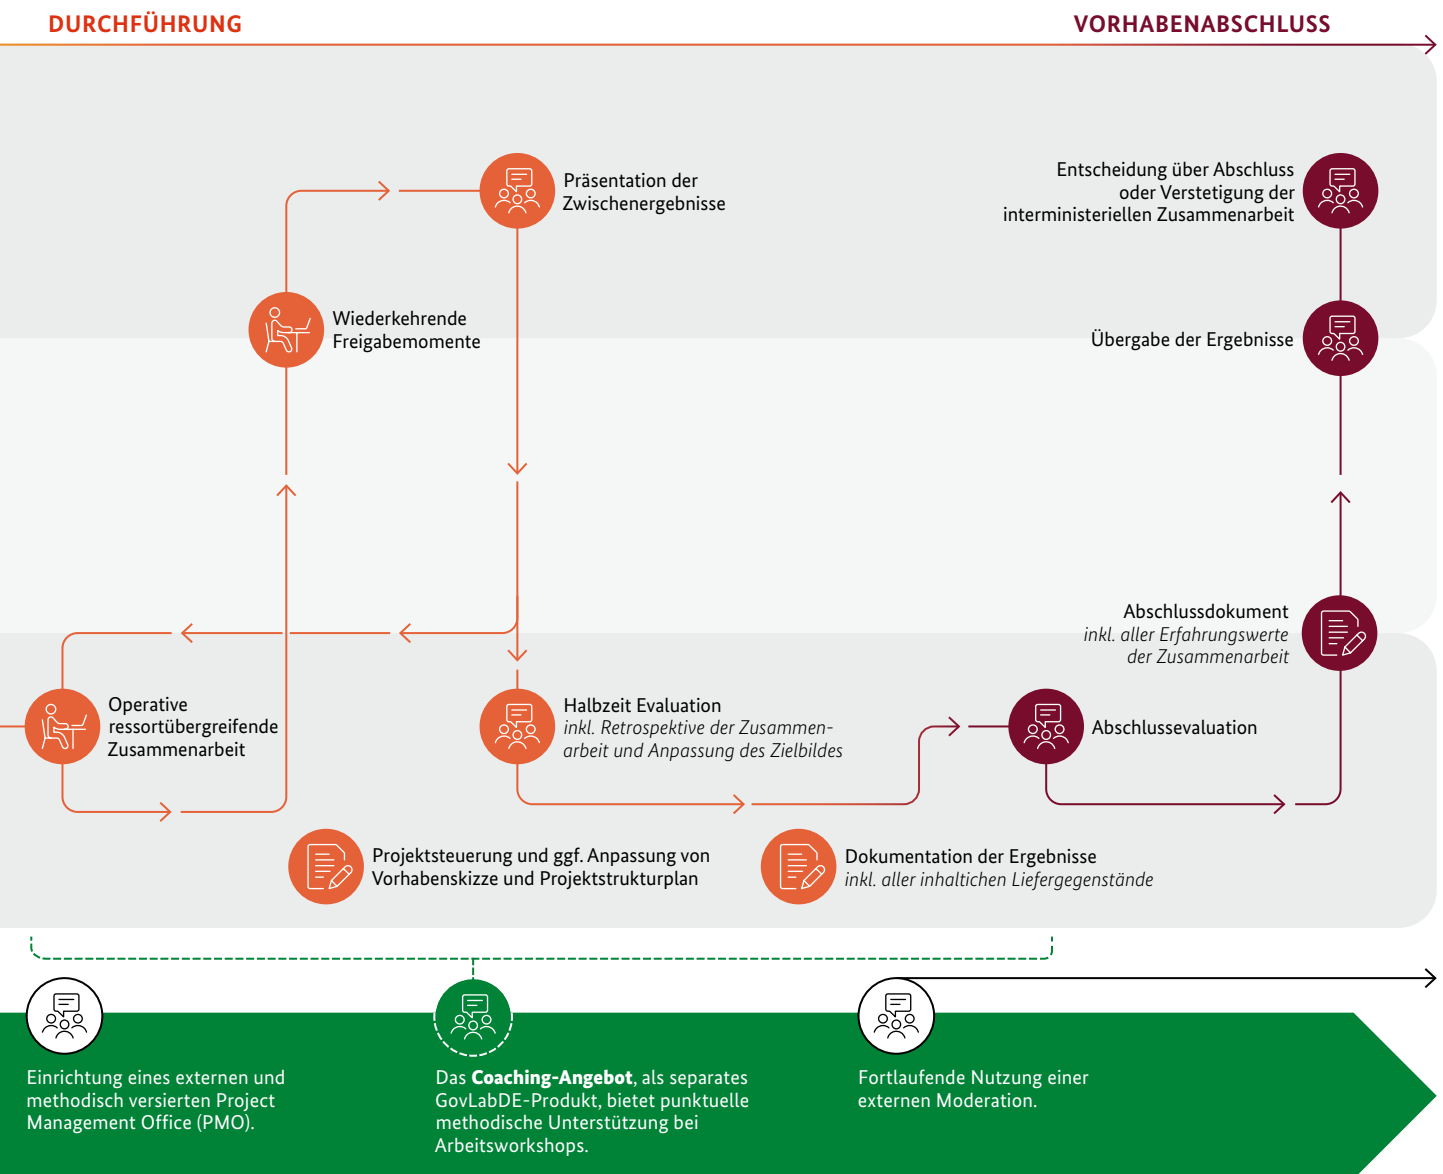 DURCHFÜHRUNG
VORHABENABSCHLUSS
Präsentation der
Zwischenergebnisse
Entscheidung über Abschluss
oder Verstetigung der
interministeriellen Zusammenarbeit
Wiederkehrende
Freigabemomente
Übergabe der Ergebnisse
Abschlussdokument
inkl. aller Erfahrungswerte
der Zusammenarbeit
Operative
ressortübergreifende
Zusammenarbeit
Halbzeit Evaluation
inkl. Retrospektive der Zusammen-
arbeit und Anpassung des Zielbildes
Abschlussevaluation
Projektsteuerung und ggf. Anpassung von
Vorhabenskizze und Projektstrukturplan
Dokumentation der Ergebnisse
inkl. aller inhaltichen Liefergegenstände
Einrichtung eines externen und
methodisch versierten Project
Management Office (PMO).
Das Coaching-Angebot, als separates
GovLabDE-Produkt, bietet punktuelle
methodische Unterstützung bei
Arbeitsworkshops.
Fortlaufende Nutzung einer
externen Moderation.